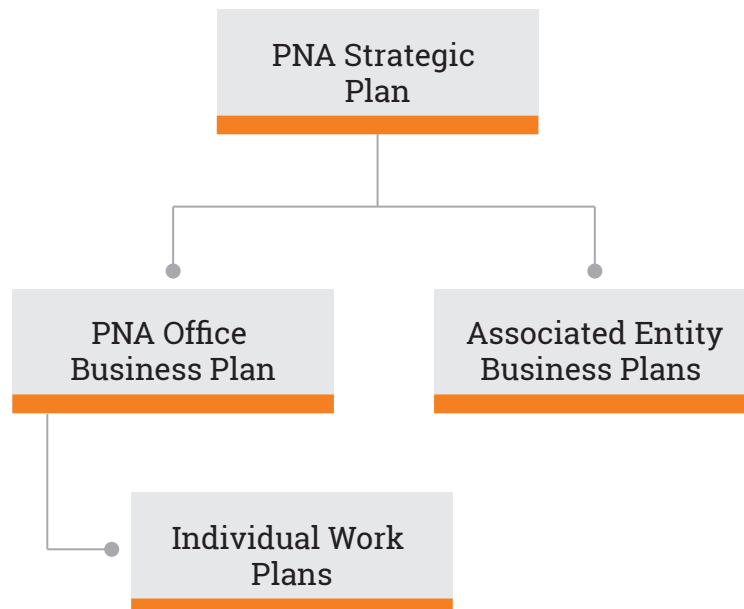 PNA Strategic
Plan
PNA Office
Business Plan
Associated Entity
Business Plans
Individual Work
Plans